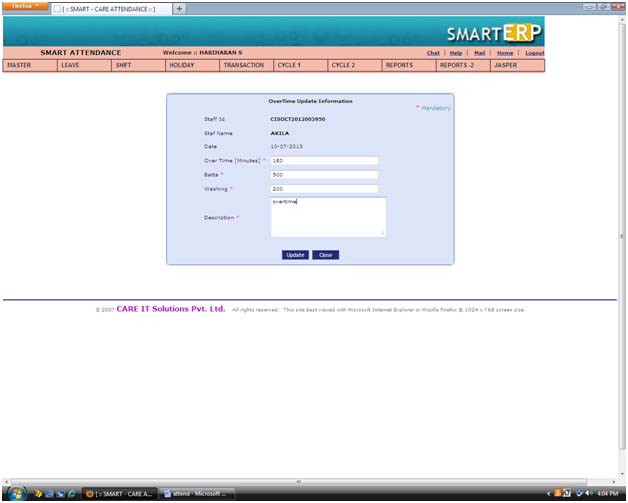 Firefox
[ :: SMART - CARE ATTENDANCE :: ]
+
SMART ERP
SMART ATTENDANCE
Welcome :: HARIHARAN S
Chat | Help | Mail | Home | Logout
MASTER LEAVE SHIFT HOLIDAY TRANSACTION CYCLE 1 CYCLE 2 REPORTS REPORTS -2 JASPER
OverTime Update Information
* Mandatory
Staff Id CISOCT2012003950
Staf Name AKILA
Date 10-07-2013
Over Time [Minutes] * 180
Batta * 500
Washing * 200
Description * overtime
Update Close
© 2007 CARE IT Solutions Pvt. Ltd. All rights reserved. This site best viewed with Microsoft Internet Explorer or Mozilla Firefox @ 1024 x 768 screen size.
[ :: SMART - CARE A... attend - Microsoft ... 4:04 PM